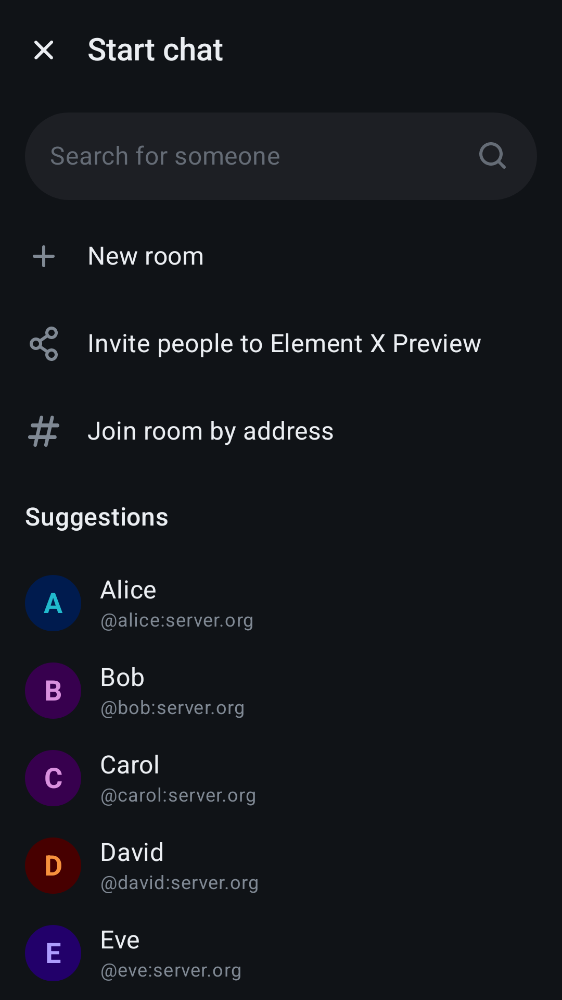 Start chat
Search for someone
New room
Invite people to Element X Preview
Join room by address
Suggestions
A
Alice
@alice:server.org
B
Bob
@bob:server.org
C
Carol
@carol:server.org
D
David
@david:server.org
E
Eve
@eve:server.org